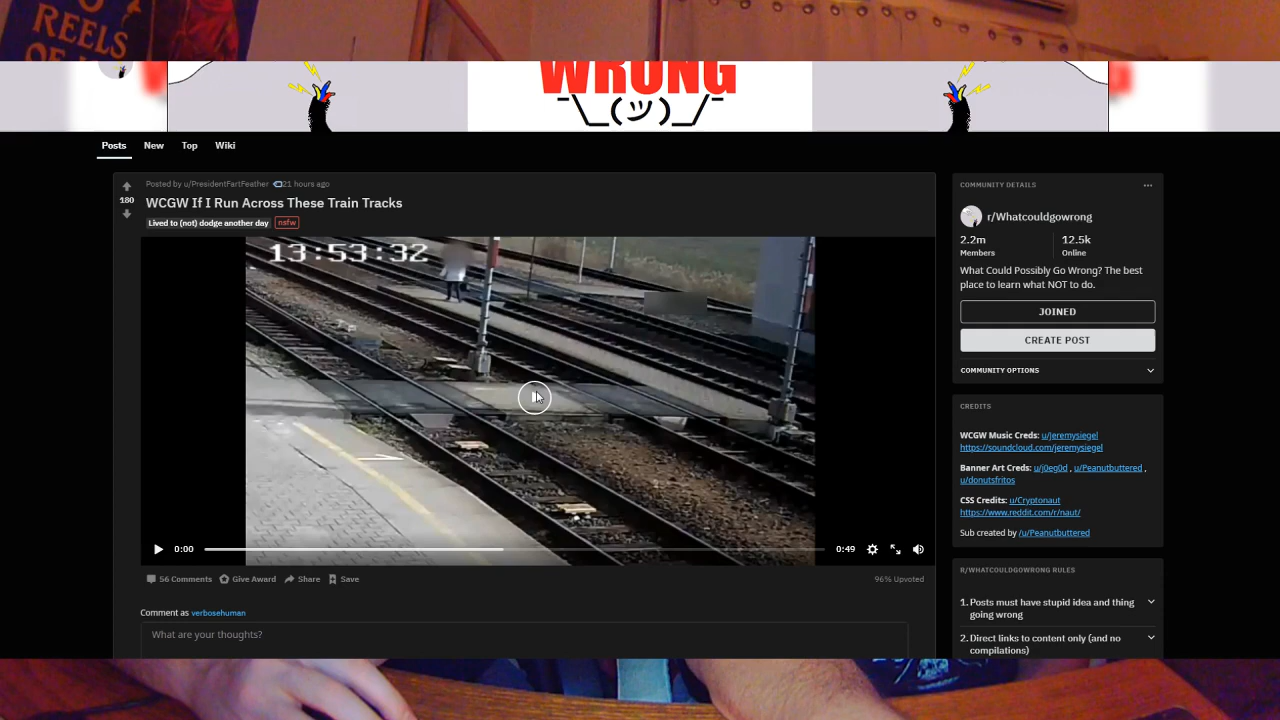 O
REELS
OF
WRONG
¯\_(ツ)_/¯
Posts New Top Wiki
Posted by u/PresidentFartFeather 21 hours ago
180
WCGW If I Run Across These Train Tracks
Lived to (not) dodge another day nsfw
13:53:32
0:00 0:49
56 Comments Give Award Share Save 96% Upvoted
Comment as verbosehuman
What are your thoughts?
COMMUNITY DETAILS
r/Whatcouldgowrong
2.2m 12.5k
Members Online
What Could Possibly Go Wrong? The best
place to learn what NOT to do.
JOINED
CREATE POST
COMMUNITY OPTIONS
CREDITS
WCGW Music Creds: u/Jeremysiegel
https://soundcloud.com/jeremysiegel
Banner Art Creds: u/j0eg0d , u/Peanutbuttered ,
u/donutsfritos
CSS Credits: u/Cryptonaut
https://www.reddit.com/r/naut/
Sub created by /u/Peanutbuttered
R/WHATCOULDGOWRONG RULES
1. Posts must have stupid idea and thing
going wrong
2. Direct links to content only (and no
compilations)